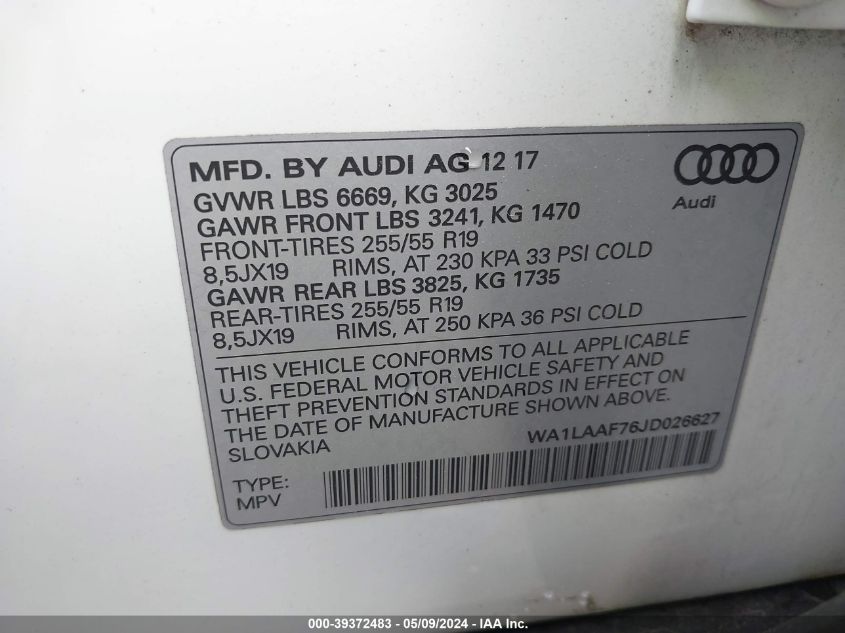 MFD. BY AUDI AG 12 17
GVWR LBS 6669, KG 3025
GAWR FRONT LBS 3241, KG 1470
FRONT-TIRES 255/55 R19
8,5JX19 RIMS, AT 230 KPA 33 PSI COLD
GAWR REAR LBS 3825, KG 1735
REAR-TIRES 255/55 R19
8,5JX19 RIMS, AT 250 KPA 36 PSI COLD
Audi
THIS VEHICLE CONFORMS TO ALL APPLICABLE
U.S. FEDERAL MOTOR VEHICLE SAFETY AND
THEFT PREVENTION STANDARDS IN EFFECT ON
THE DATE OF MANUFACTURE SHOWN ABOVE.
SLOVAKIA
WA1LAAF76JD026627
TYPE:
MPV
000-39372483 - 05/09/2024 - IAAI.com